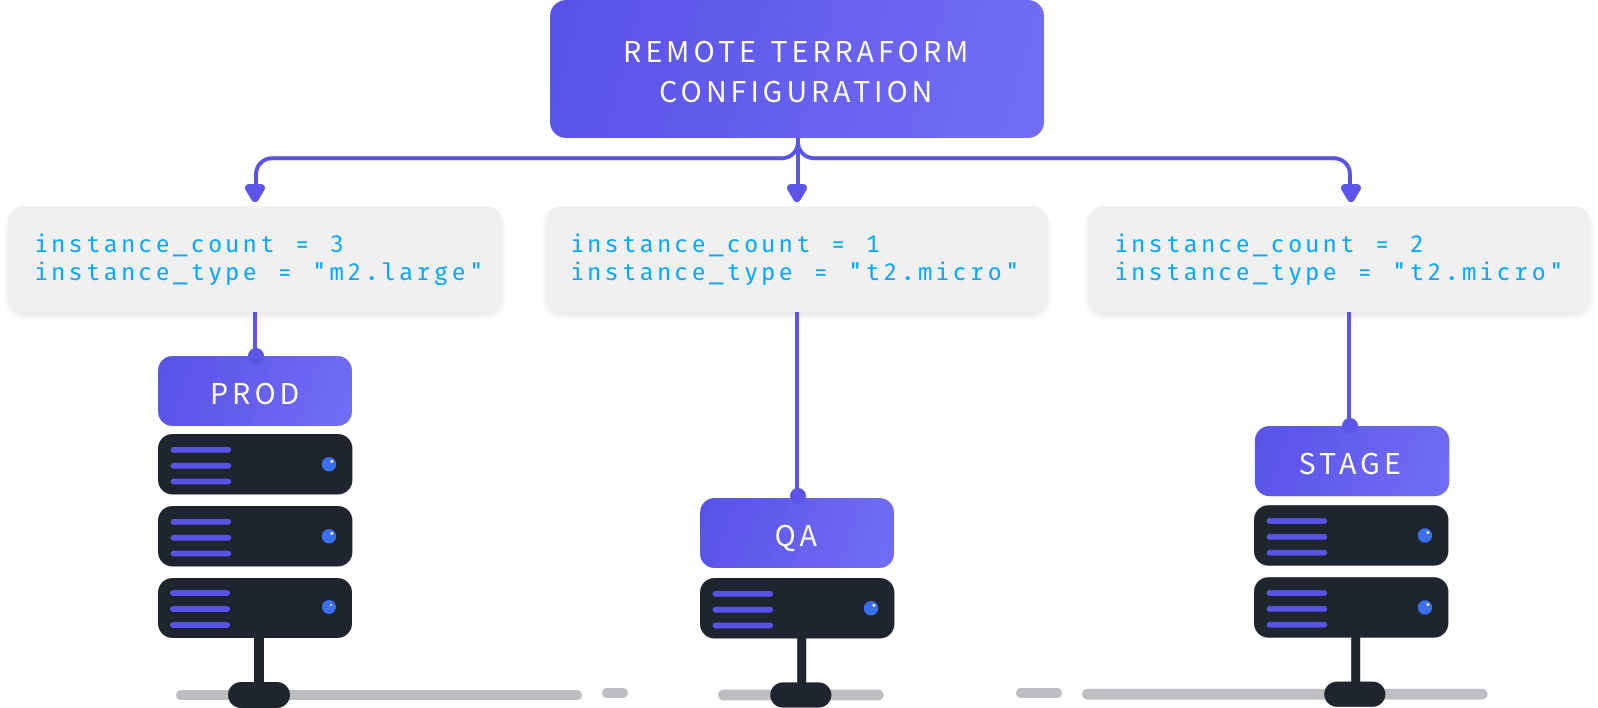 REMOTE TERRAFORM
CONFIGURATION
instance_count = 3
instance_type = "m2.large"
instance_count = 1
instance_type = "t2.micro"
instance_count = 2
instance_type = "t2.micro"
PROD
STAGE
QA